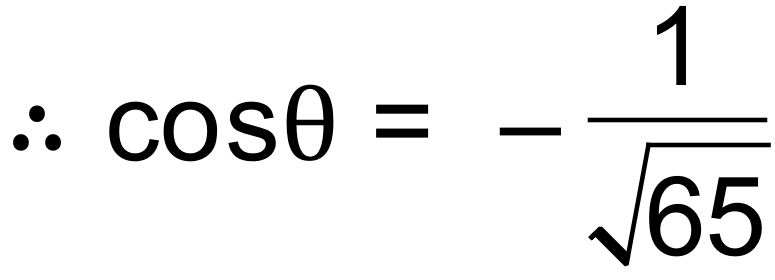 ∴ cosθ = −1/√65